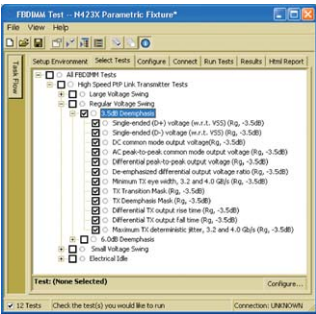 FBDIMM Test -- N423X Parametric Fixture*
File View Help
Task Flow
Setup Environment Select Tests Configure Connect Run Tests Results Html Report
All FBDIMM Tests
High Speed PtP Link Transmitter Tests
Large Voltage Swing
Regular Voltage Swing
3.5dB Deemphasis
Single-ended (D+) voltage (w.r.t. VSS) (Rg, -3.5dB)
Single-ended (D-) voltage (w.r.t. VSS) (Rg, -3.5dB)
DC common mode output voltage(Rg, -3.5dB)
AC peak-to-peak common mode output voltage (Rg, -3.5dB)
Differential peak-to-peak output voltage (Rg, -3.5dB)
De-emphasized differential output voltage ratio (Rg, -3.5dB)
Minimum TX eye width, 3.2 and 4.0 Gb/s (Rg, -3.5dB)
TX Transition Mask (Rg, -3.5dB)
TX Deemphasis Mask (Rg, -3.5dB)
Differential TX output rise time (Rg, -3.5dB)
Differential TX output fall time (Rg, -3.5dB)
Maximum TX deterministic jitter, 3.2 and 4.0 Gb/s (Rg, -3.5dB)
6.0dB Deemphasis
Small Voltage Swing
Electrical Idle
Test: (None Selected)
Configure...
12 Tests Check the test(s) you would like to run Connection: UNKNOWN